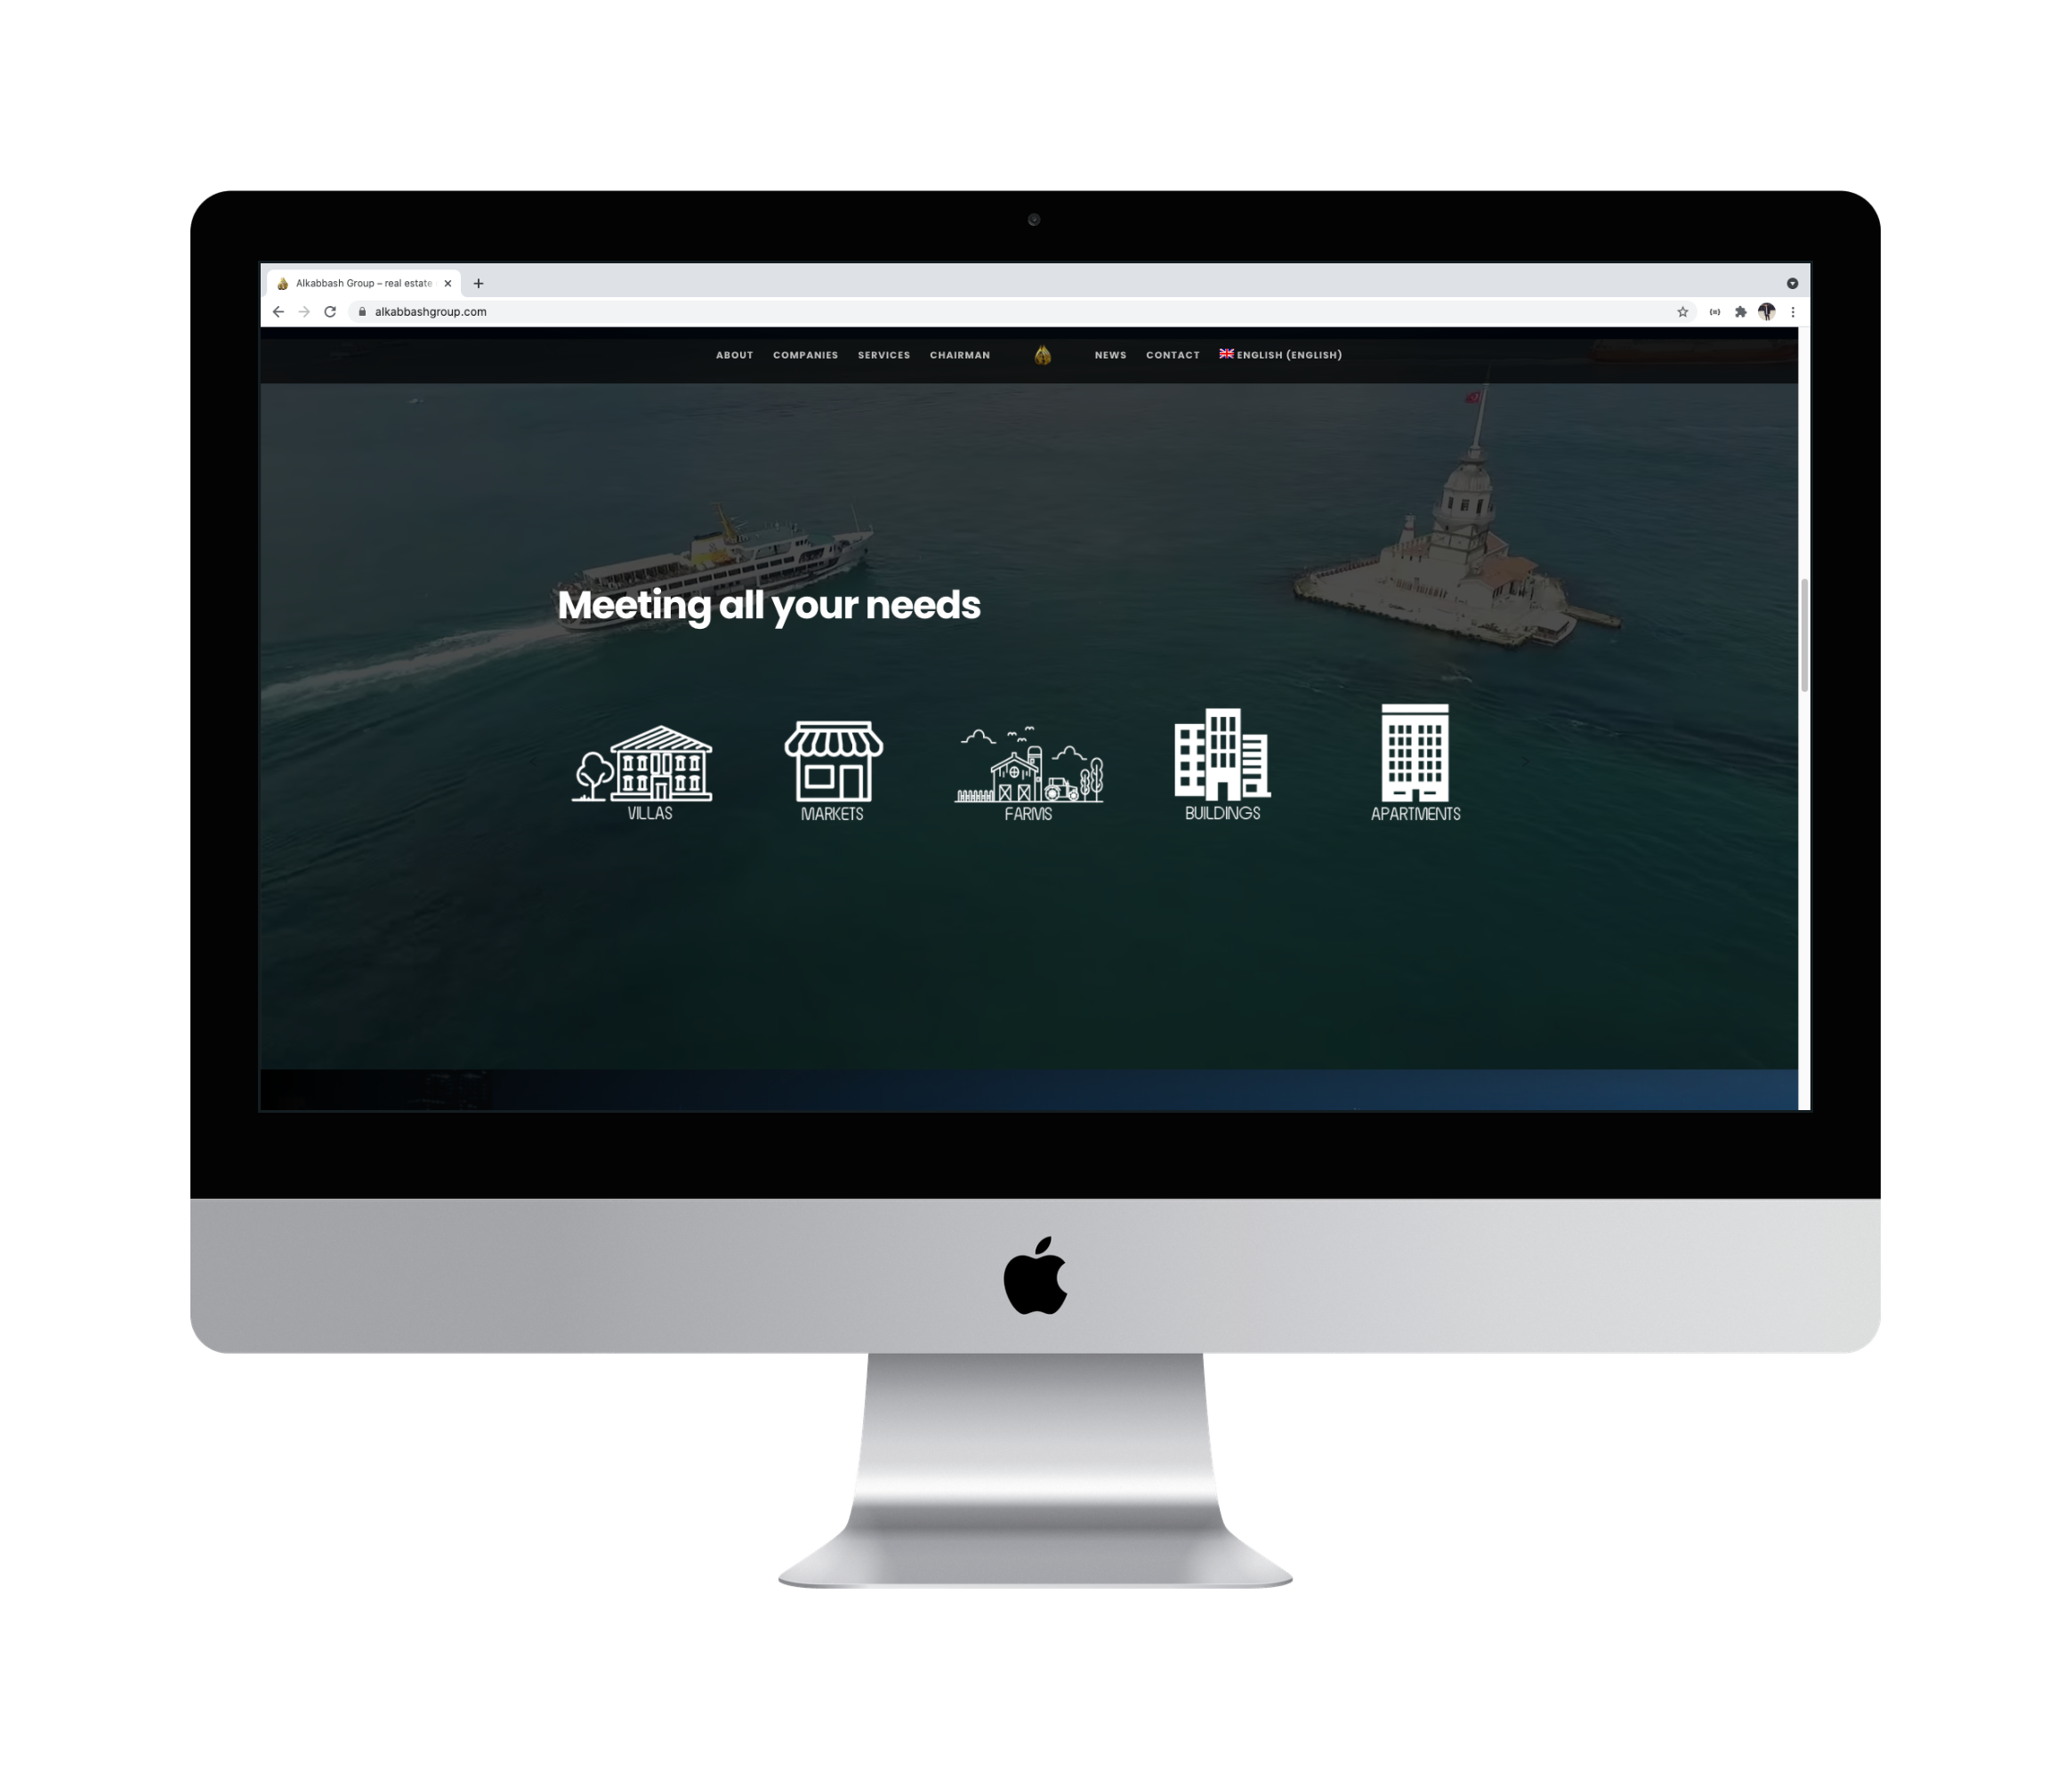 Alkabbash Group – real estate
alkabbashgroup.com
ABOUT COMPANIES SERVICES CHAIRMAN NEWS CONTACT ENGLISH (ENGLISH)
Meeting all your needs
VILLAS MARKETS FARMS BUILDINGS APARTMENTS